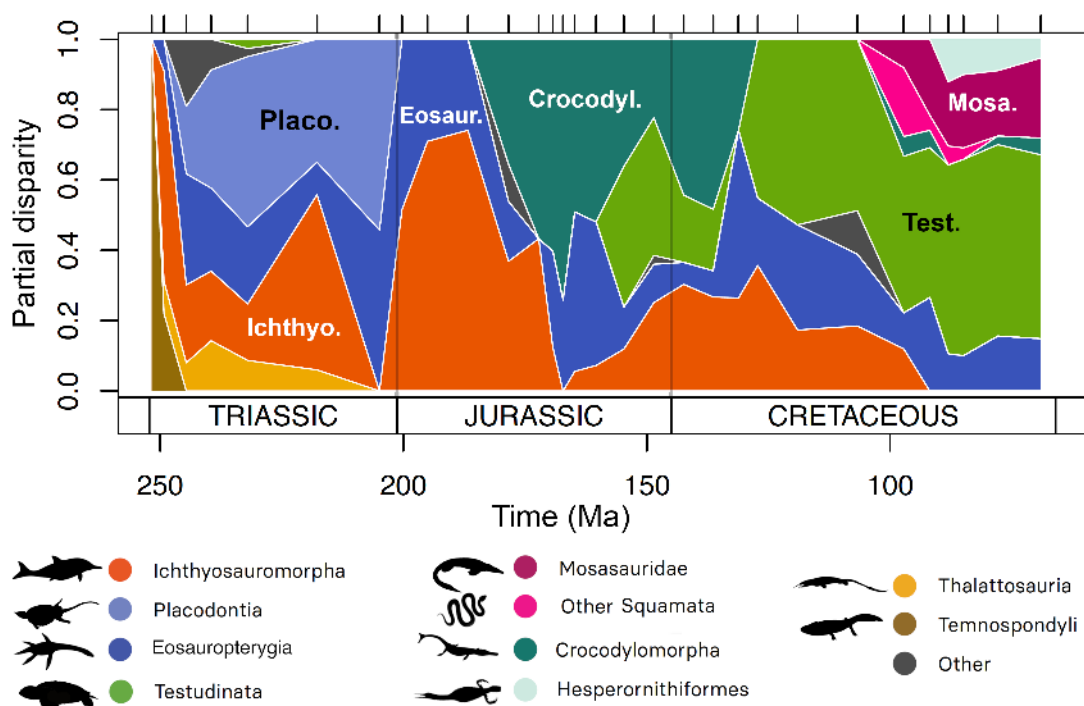 Partial disparity
1.0
0.8
0.6
0.4
0.2
0.0
Placo.
Eosaur.
Crocodyl.
Mosa.
Test.
Ichthyo.
TRIASSIC JURASSIC CRETACEOUS
250 200 150 100
Time (Ma)
Ichthyosauromorpha
Placodontia
Eosauropterygia
Testudinata
Mosasauridae
Other Squamata
Crocodylomorpha
Hesperornithiformes
Thalattosauria
Temnospondyli
Other